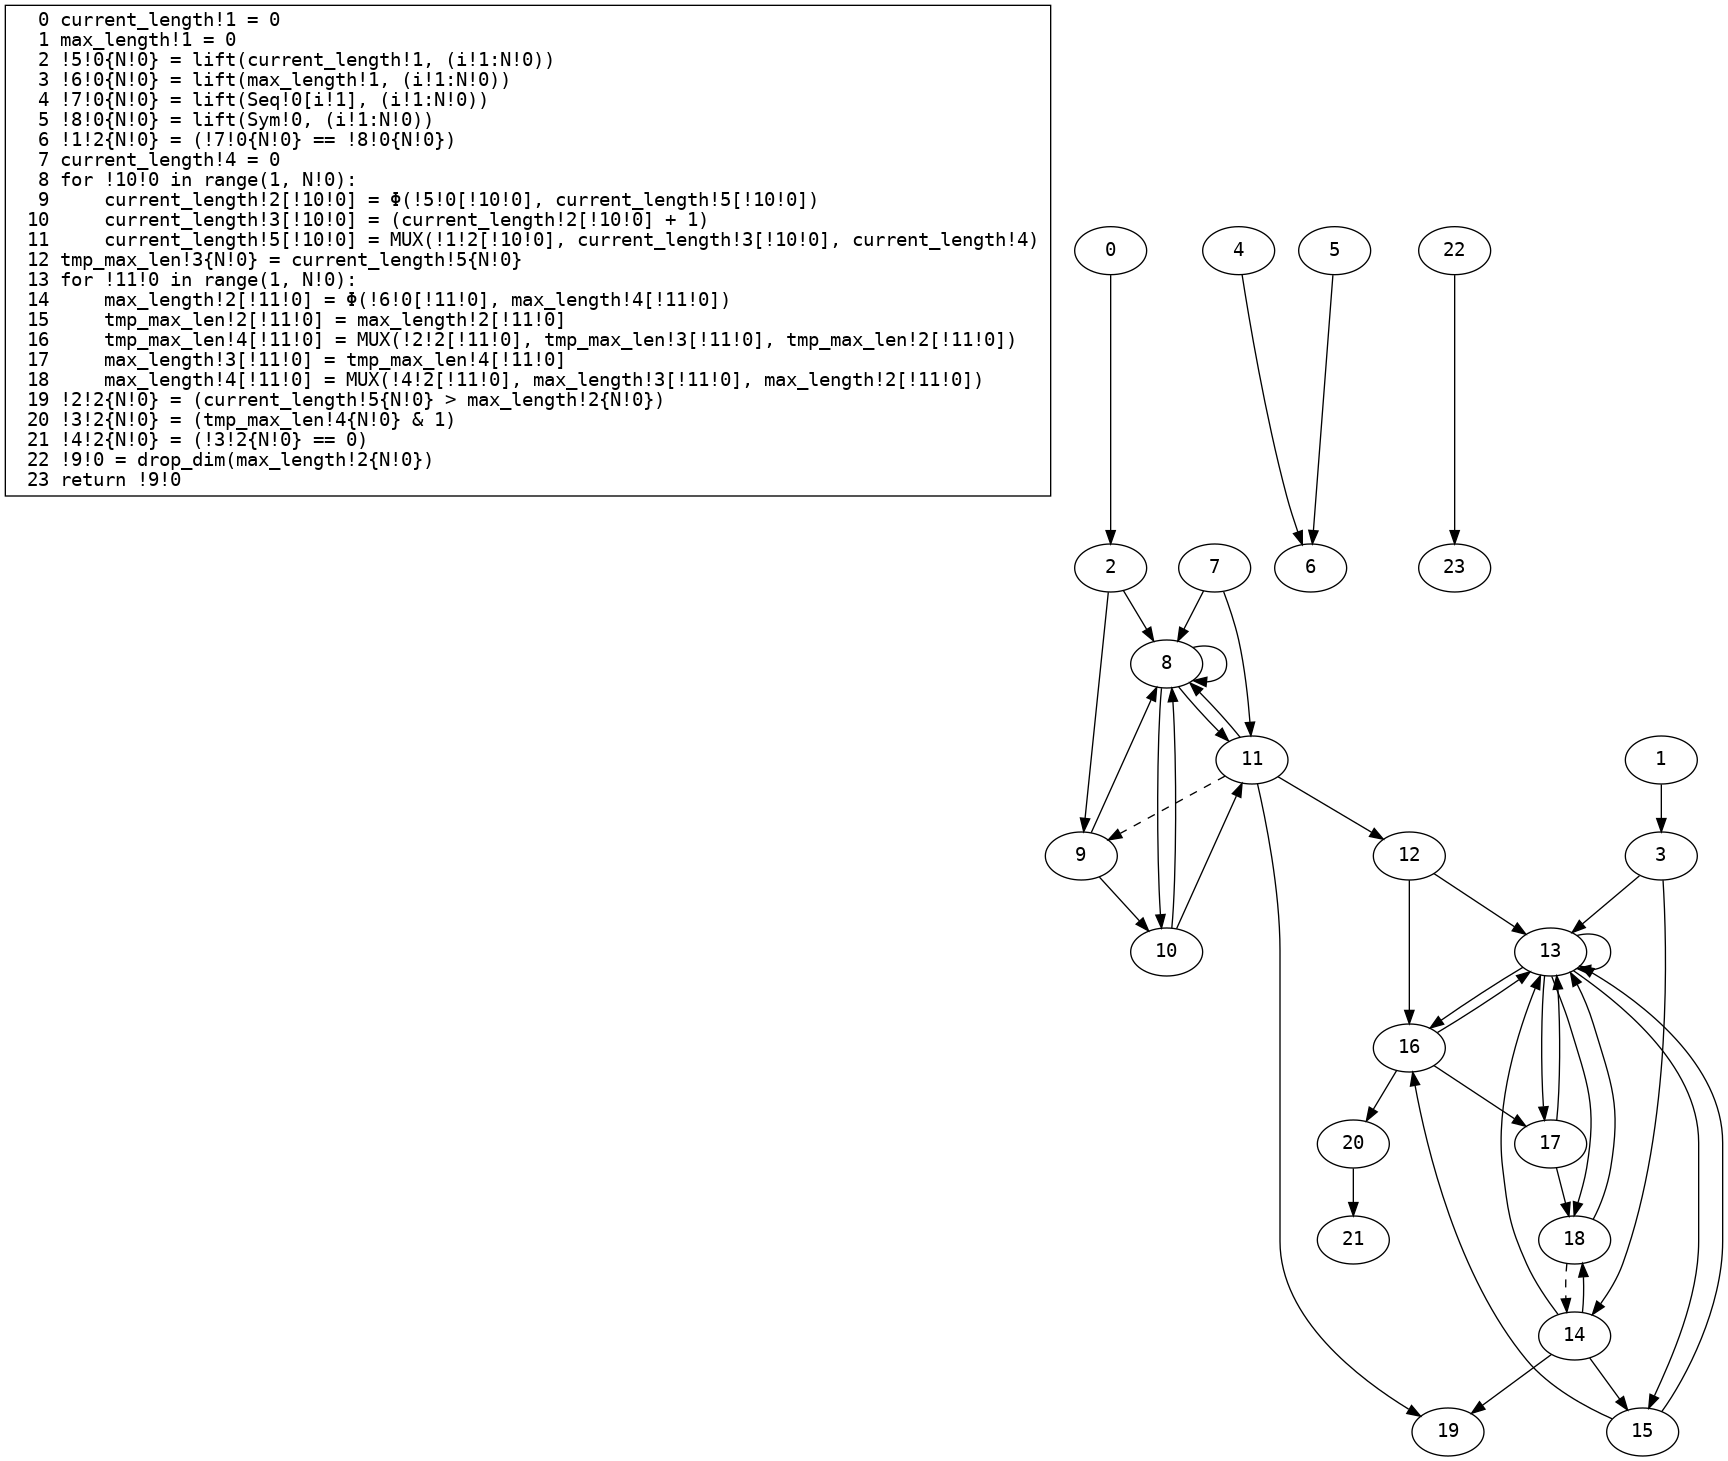 0 current_length!1 = 0
1 max_length!1 = 0
2 !5!0{N!0} = lift(current_length!1, (i!1:N!0))
3 !6!0{N!0} = lift(max_length!1, (i!1:N!0))
4 !7!0{N!0} = lift(Seq!0[i!1], (i!1:N!0))
5 !8!0{N!0} = lift(Sym!0, (i!1:N!0))
6 !1!2{N!0} = (!7!0{N!0} == !8!0{N!0})
7 current_length!4 = 0
8 for !10!0 in range(1, N!0):
9     current_length!2[!10!0] = Φ(!5!0[!10!0], current_length!5[!10!0])
10     current_length!3[!10!0] = (current_length!2[!10!0] + 1)
11     current_length!5[!10!0] = MUX(!1!2[!10!0], current_length!3[!10!0], current_length!4)
12 tmp_max_len!3{N!0} = current_length!5{N!0}
13 for !11!0 in range(1, N!0):
14     max_length!2[!11!0] = Φ(!6!0[!11!0], max_length!4[!11!0])
15     tmp_max_len!2[!11!0] = max_length!2[!11!0]
16     tmp_max_len!4[!11!0] = MUX(!2!2[!11!0], tmp_max_len!3[!11!0], tmp_max_len!2[!11!0])
17     max_length!3[!11!0] = tmp_max_len!4[!11!0]
18     max_length!4[!11!0] = MUX(!4!2[!11!0], max_length!3[!11!0], max_length!2[!11!0])
19 !2!2{N!0} = (current_length!5{N!0} > max_length!2{N!0})
20 !3!2{N!0} = (tmp_max_len!4{N!0} & 1)
21 !4!2{N!0} = (!3!2{N!0} == 0)
22 !9!0 = drop_dim(max_length!2{N!0})
23 return !9!0
0 4 5 22
2 7 6 23
8
11 1
9 12 3
10 13
16
20 17
21 18
14
19 15